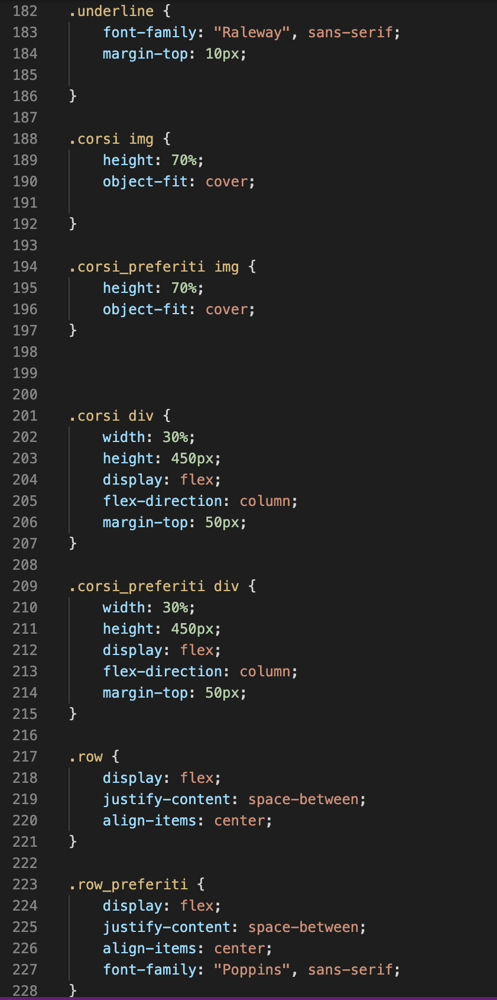 182 .underline {
183 font-family: "Raleway", sans-serif;
184 margin-top: 10px;
185
186 }
187
188 .corsi img {
189 height: 70%;
190 object-fit: cover;
191
192 }
193
194 .corsi_preferiti img {
195 height: 70%;
196 object-fit: cover;
197 }
198
199
200
201 .corsi div {
202 width: 30%;
203 height: 450px;
204 display: flex;
205 flex-direction: column;
206 margin-top: 50px;
207 }
208
209 .corsi_preferiti div {
210 width: 30%;
211 height: 450px;
212 display: flex;
213 flex-direction: column;
214 margin-top: 50px;
215 }
216
217 .row {
218 display: flex;
219 justify-content: space-between;
220 align-items: center;
221 }
222
223 .row_preferiti {
224 display: flex;
225 justify-content: space-between;
226 align-items: center;
227 font-family: "Poppins", sans-serif;
228 }